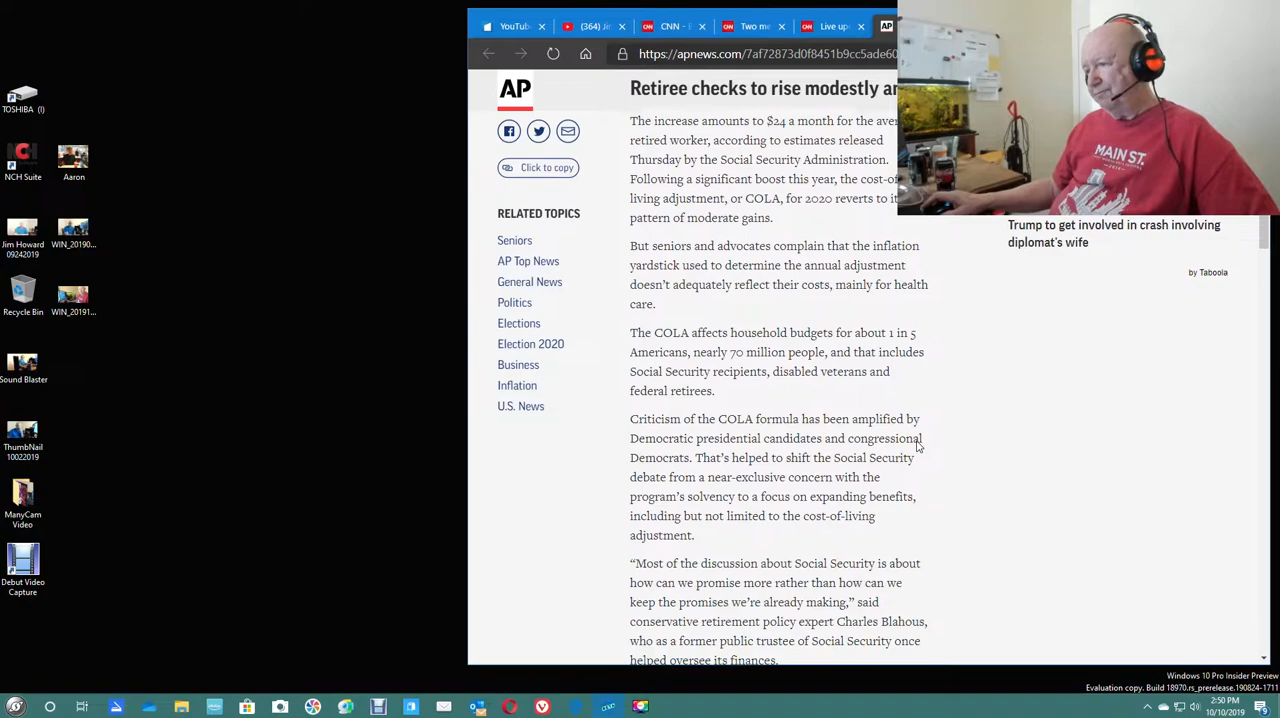 YouTub
(364) Ji
CNN - B
Two me
Live up
AP
https://apnews.com/7af72873d0f8451b9cc5ade60
AP
Click to copy
RELATED TOPICS
Seniors
AP Top News
General News
Politics
Elections
Election 2020
Business
Inflation
U.S. News
Retiree checks to rise modestly a
The increase amounts to $24 a month for the ave
retired worker, according to estimates released
Thursday by the Social Security Administration.
Following a significant boost this year, the cost-of
living adjustment, or COLA, for 2020 reverts to it
pattern of moderate gains.
But seniors and advocates complain that the inflation
yardstick used to determine the annual adjustment
doesn't adequately reflect their costs, mainly for health
care.
The COLA affects household budgets for about 1 in 5
Americans, nearly 70 million people, and that includes
Social Security recipients, disabled veterans and
federal retirees.
Criticism of the COLA formula has been amplified by
Democratic presidential candidates and congressional
Democrats. That's helped to shift the Social Security
debate from a near-exclusive concern with the
program's solvency to a focus on expanding benefits,
including but not limited to the cost-of-living
adjustment.
“Most of the discussion about Social Security is about
how can we promise more rather than how can we
keep the promises we're already making,” said
conservative retirement policy expert Charles Blahous,
who as a former public trustee of Social Security once
helped oversee its finances.
MAIN ST.
Trump to get involved in crash involving
diplomat's wife
by Taboola
TOSHIBA (I)
NCH Suite
Aaron
Jim Howard
09242019
WIN_20190...
Recycle Bin
WIN_20191...
Sound Blaster
ThumbNail
10022019
ManyCam
Video
Debut Video
Capture
Windows 10 Pro Insider Preview
Evaluation copy. Build 18970.rs_prerelease.190824-1711
2:50 PM
10/10/2019